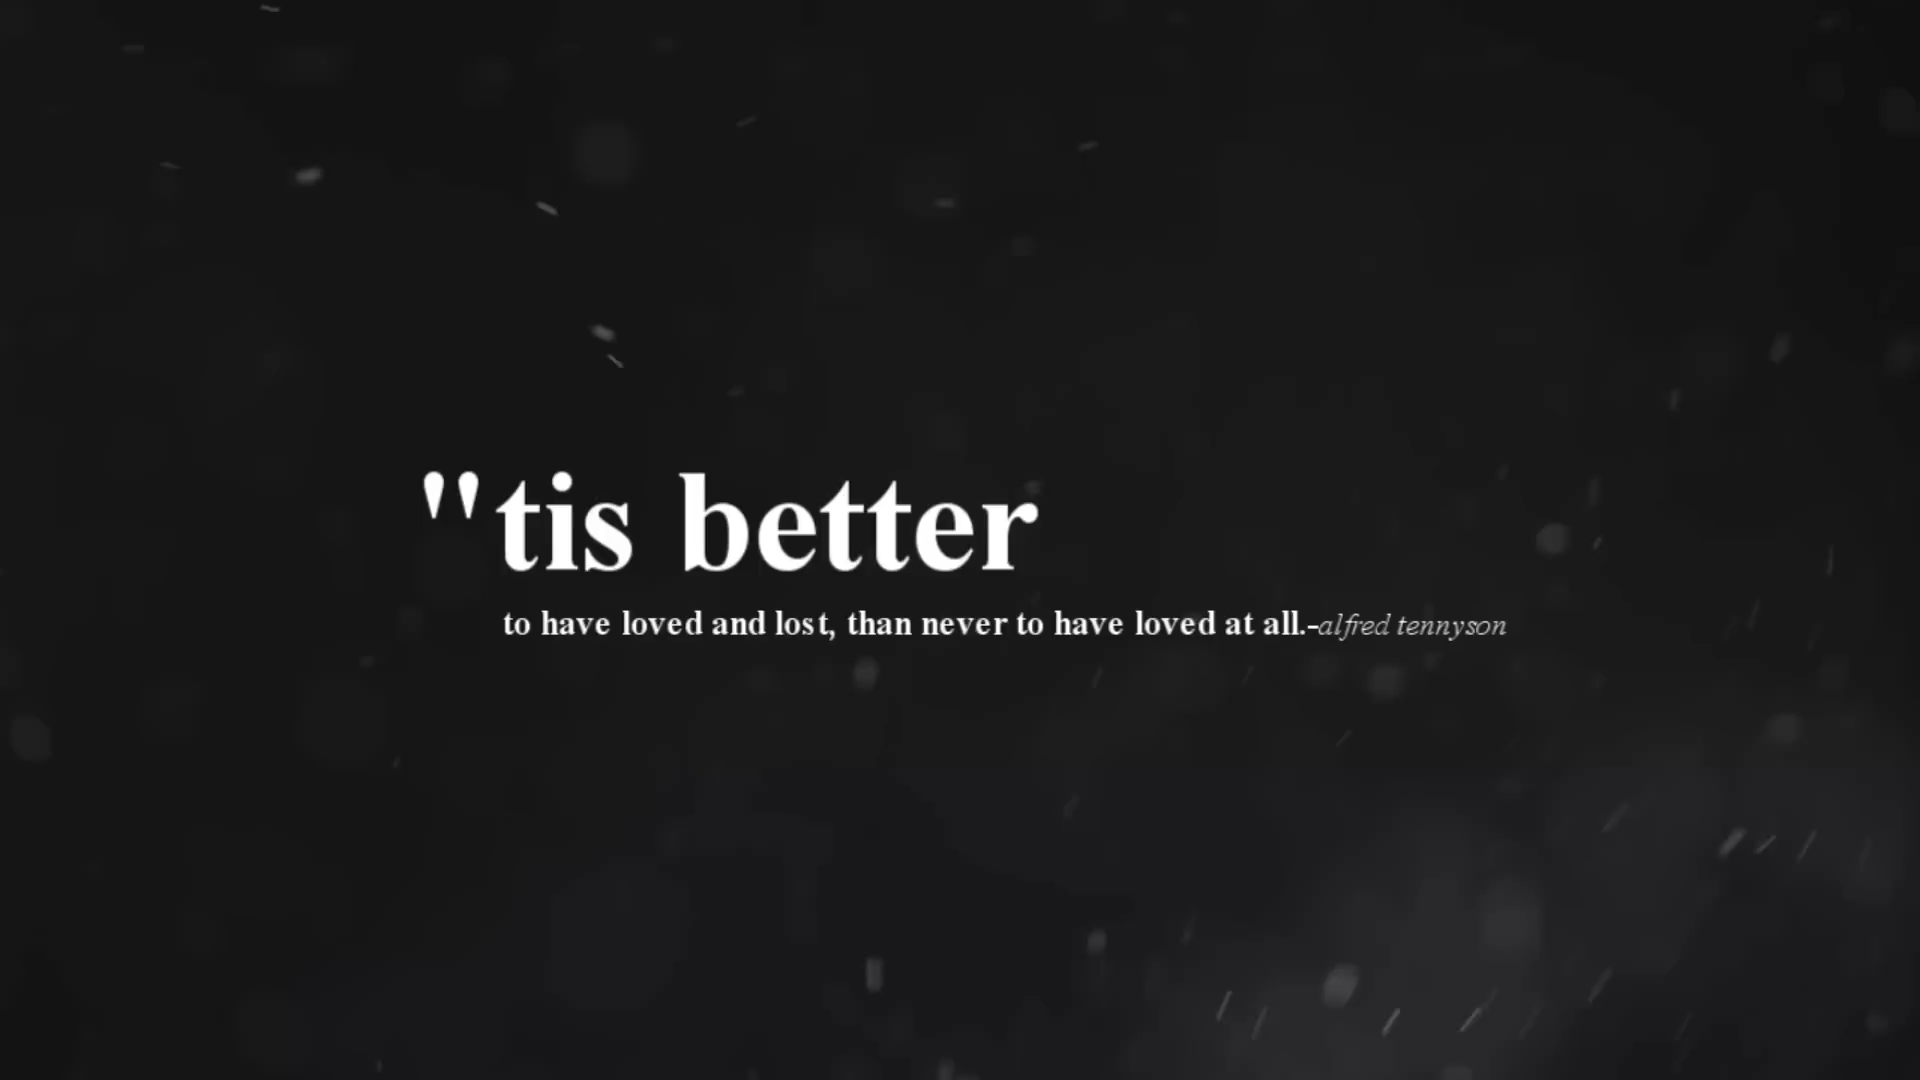 "tis better
to have loved and lost, than never to have loved at all.-alfred tennyson